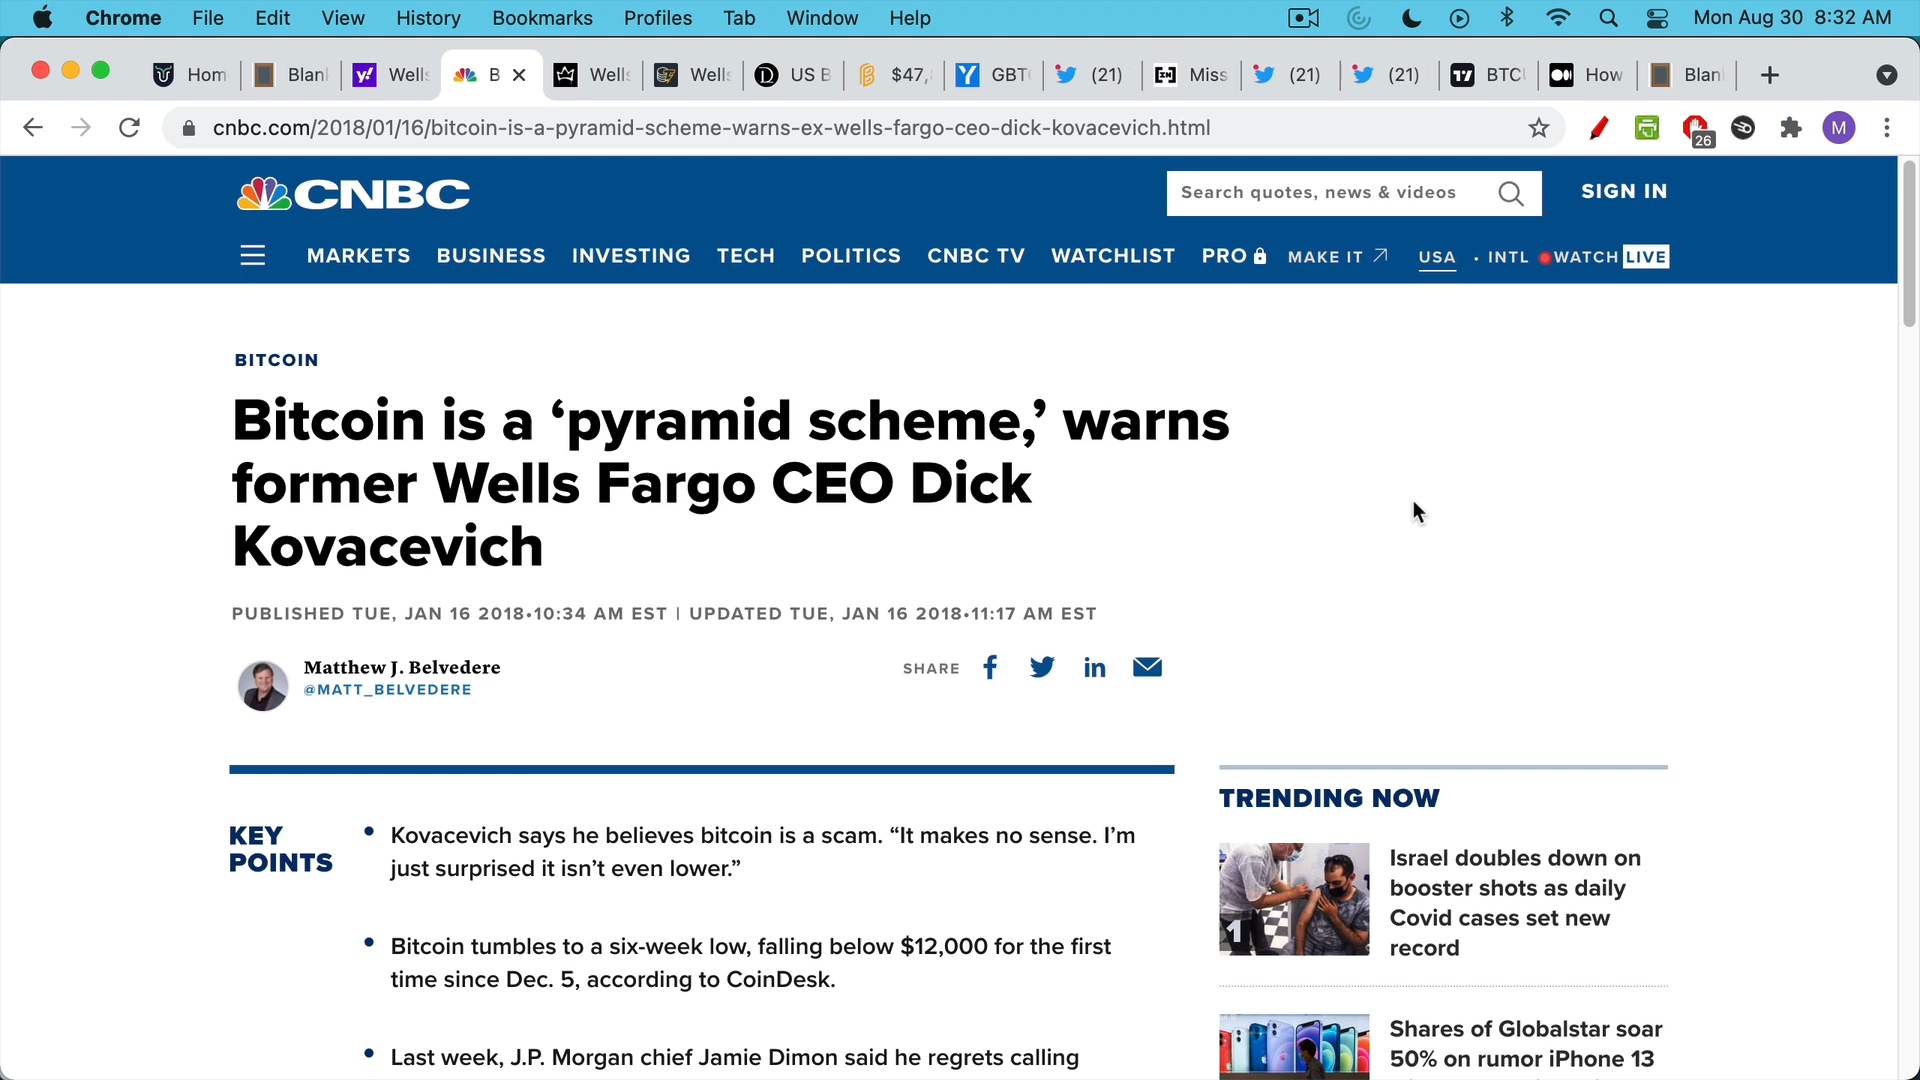 Chrome File Edit View History Bookmarks Profiles Tab Window Help Mon Aug 30 8:32 AM
Hom Blan Wells B Wells Wells US B $47, GBT (21) Miss (21) (21) BTC How Blan
cnbc.com/2018/01/16/bitcoin-is-a-pyramid-scheme-warns-ex-wells-fargo-ceo-dick-kovacevich.html 26 M
CNBC Search quotes, news & videos SIGN IN
MARKETS BUSINESS INVESTING TECH POLITICS CNBC TV WATCHLIST PRO MAKE IT USA • INTL WATCH LIVE
BITCOIN
Bitcoin is a ‘pyramid scheme,’ warns
former Wells Fargo CEO Dick
Kovacevich
PUBLISHED TUE, JAN 16 2018•10:34 AM EST | UPDATED TUE, JAN 16 2018•11:17 AM EST
Matthew J. Belvedere
@MATT_BELVEDERE
SHARE
KEY
POINTS
• Kovacevich says he believes bitcoin is a scam. “It makes no sense. I’m
just surprised it isn’t even lower.”
• Bitcoin tumbles to a six-week low, falling below $12,000 for the first
time since Dec. 5, according to CoinDesk.
• Last week, J.P. Morgan chief Jamie Dimon said he regrets calling
TRENDING NOW
1
Israel doubles down on
booster shots as daily
Covid cases set new
record
Shares of Globalstar soar
50% on rumor iPhone 13